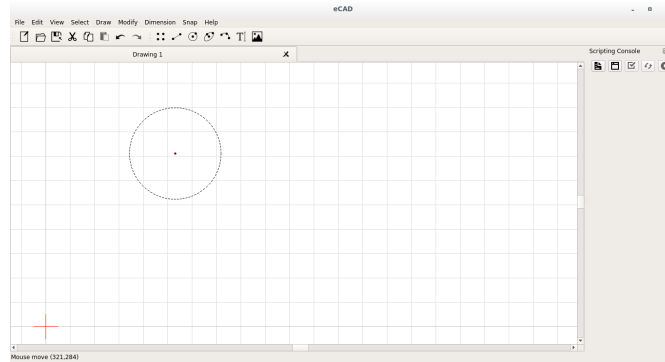 eCAD
File Edit View Select Draw Modify Dimension Snap Help
Drawing 1
Scripting Console
Mouse move (321,284)